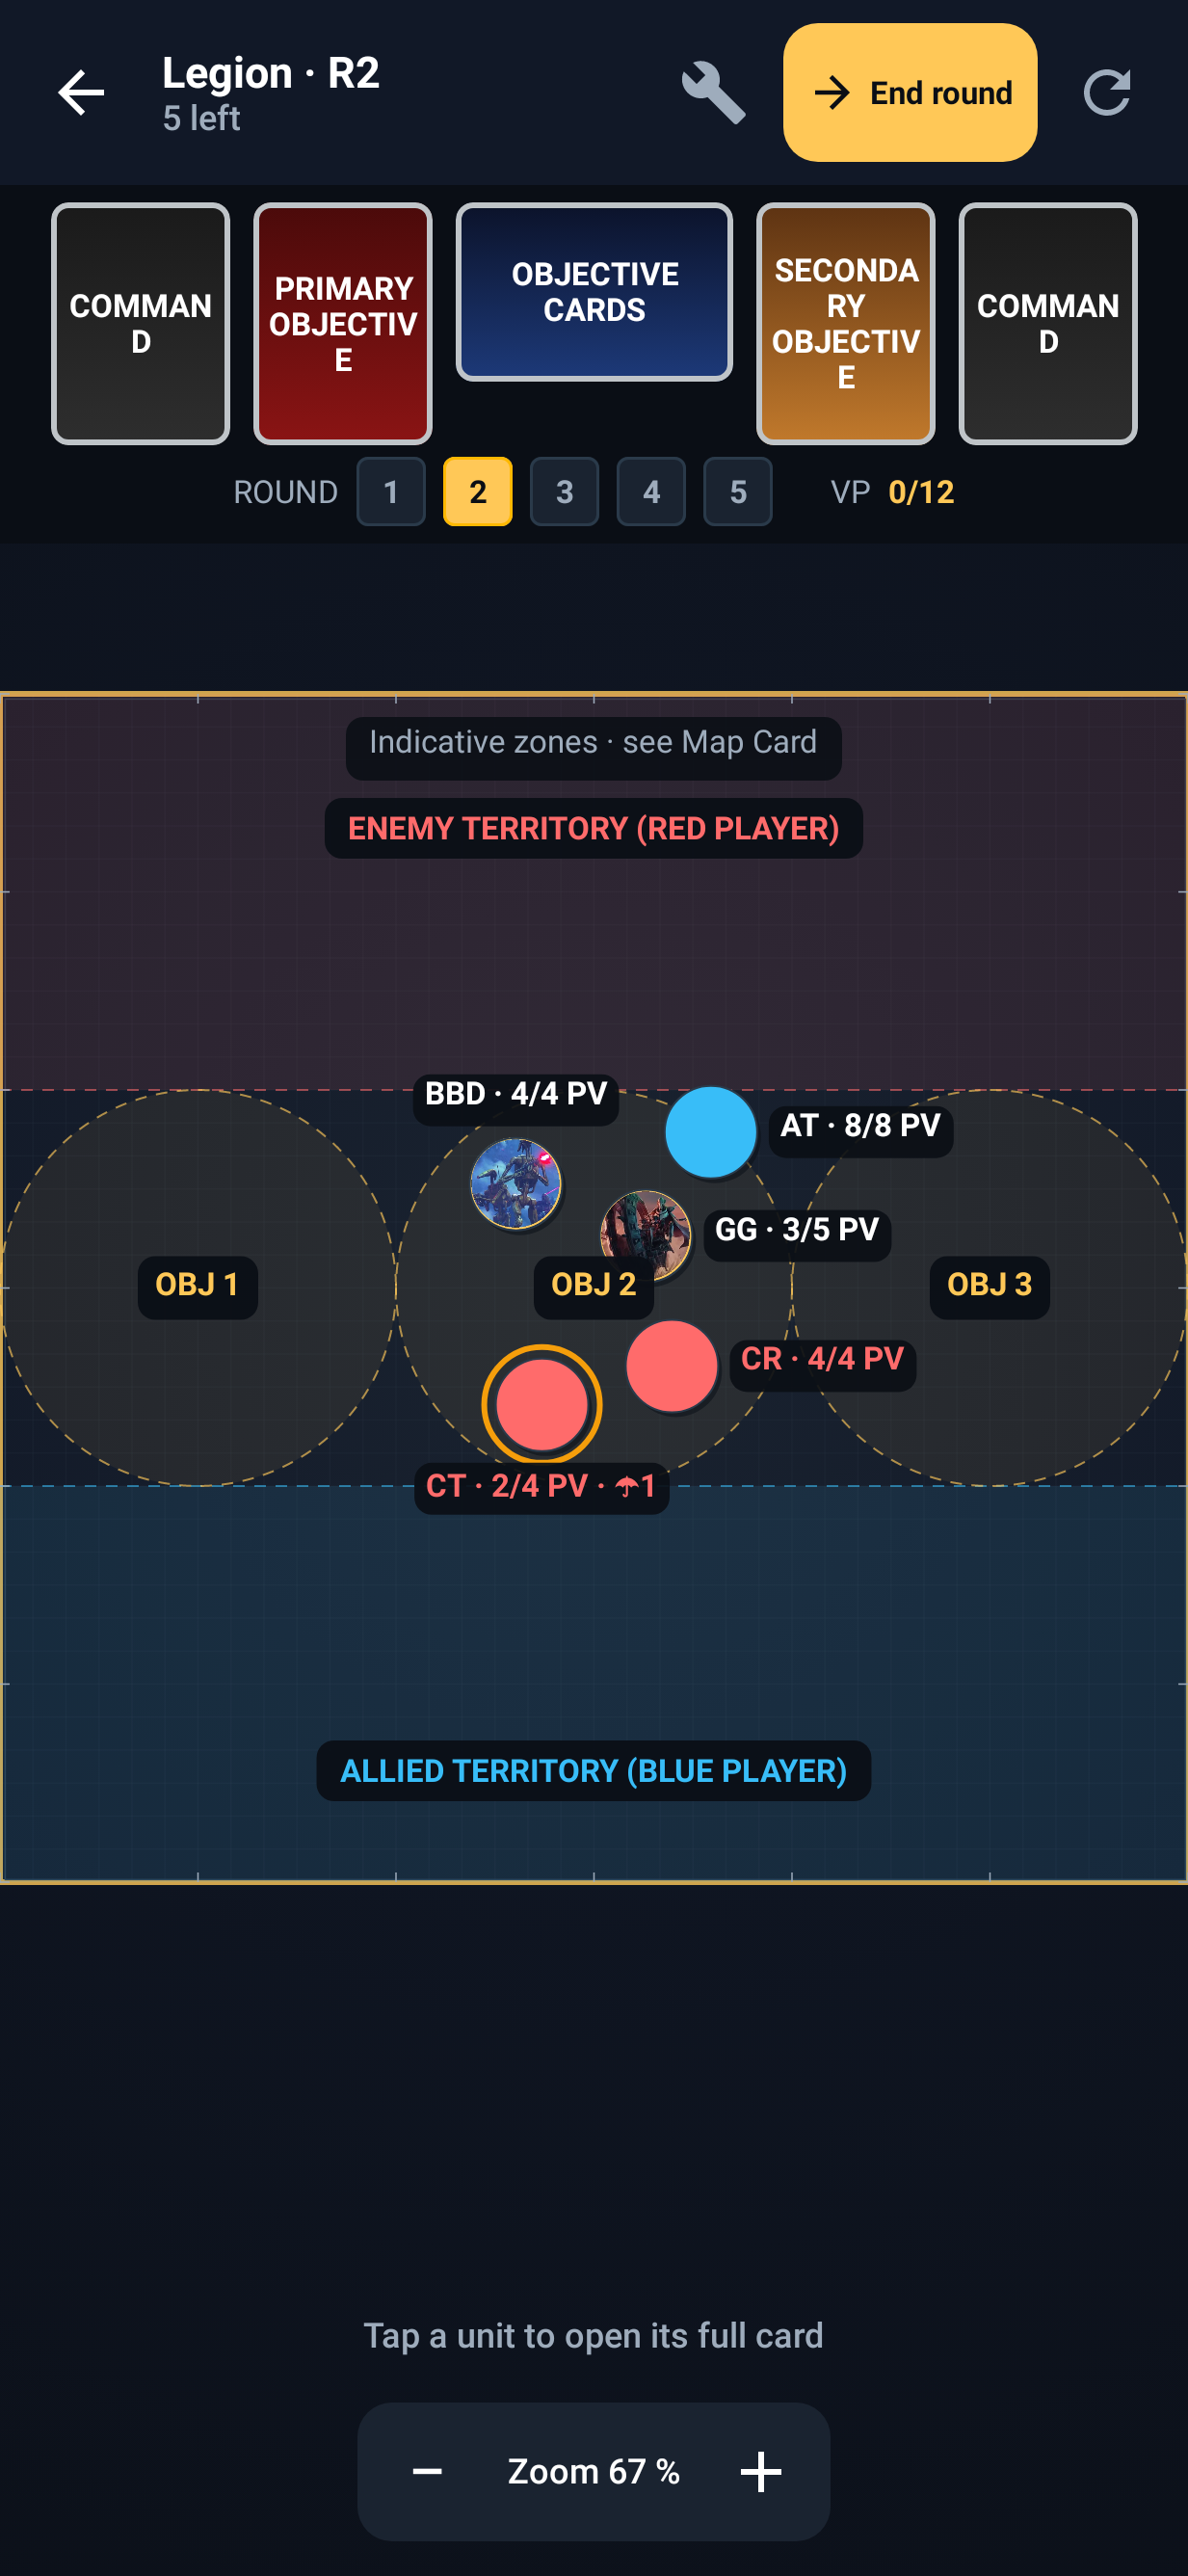 Legion · R2
5 left
End round
COMMAN
D
PRIMARY
OBJECTIV
E
OBJECTIVE
CARDS
SECONDA
RY
OBJECTIV
E
COMMAN
D
ROUND 1 2 3 4 5 VP 0/12
Indicative zones · see Map Card
ENEMY TERRITORY (RED PLAYER)
BBD · 4/4 PV
AT · 8/8 PV
GG · 3/5 PV
OBJ 1
OBJ 2
OBJ 3
CR · 4/4 PV
CT · 2/4 PV · ☂1
ALLIED TERRITORY (BLUE PLAYER)
Tap a unit to open its full card
− Zoom 67 % +